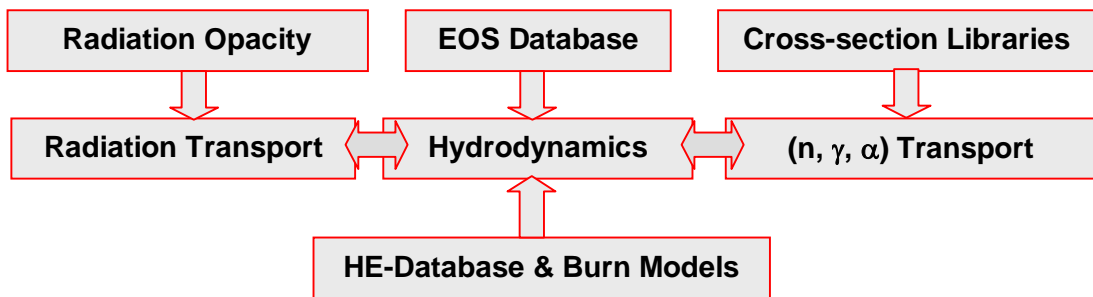 Radiation Opacity
EOS Database
Cross-section Libraries
Radiation Transport
Hydrodynamics
(n, γ, α) Transport
HE-Database & Burn Models